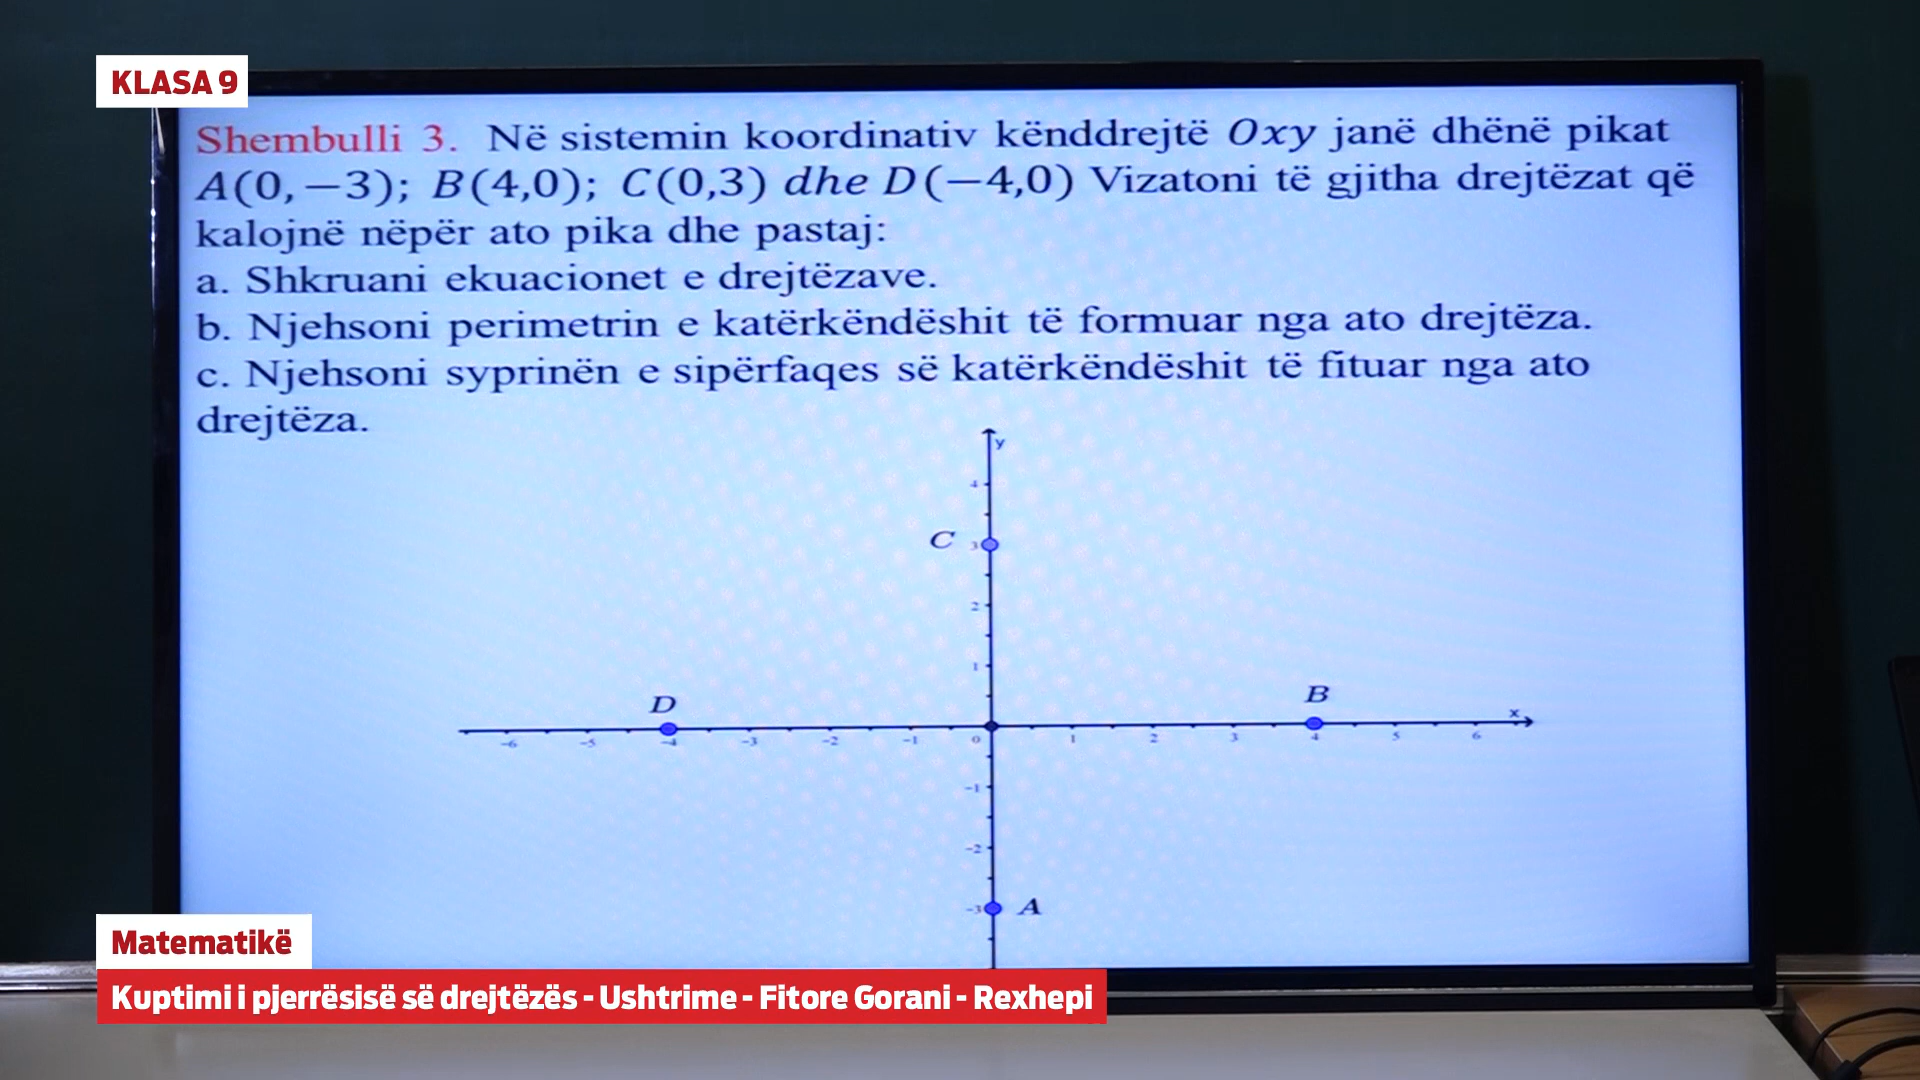 KLASA 9
Shembulli 3. Në sistemin koordinativ kënddrejtë Oxy janë dhënë pikat
A(0,−3); B(4,0); C(0,3) dhe D(−4,0) Vizatoni të gjitha drejtëzat që
kalojnë nëpër ato pika dhe pastaj:
a. Shkruani ekuacionet e drejtëzave.
b. Njehsoni perimetrin e katërkëndëshit të formuar nga ato drejtëza.
c. Njehsoni syprinën e sipërfaqes së katërkëndëshit të fituar nga ato
drejtëza.
y
4
C 3
2
1
D B
x
-6 -5 -4 -3 -2 -1 0 1 2 3 4 5 6
-1
-2
-3 A
Matematikë
Kuptimi i pjerrësisë së drejtëzës - Ushtrime - Fitore Gorani - Rexhepi